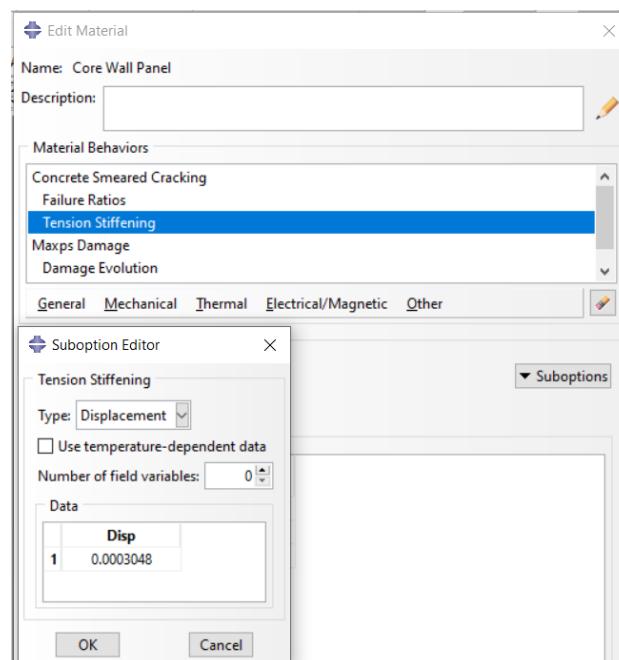 Edit Material
Name: Core Wall Panel
Description:
Material Behaviors
Concrete Smeared Cracking
Failure Ratios
Tension Stiffening
Maxps Damage
Damage Evolution
General Mechanical Thermal Electrical/Magnetic Other
Suboption Editor
Suboptions
Tension Stiffening
Type: Displacement
Use temperature-dependent data
Number of field variables: 0
Data
Disp
1 0.0003048
OK Cancel